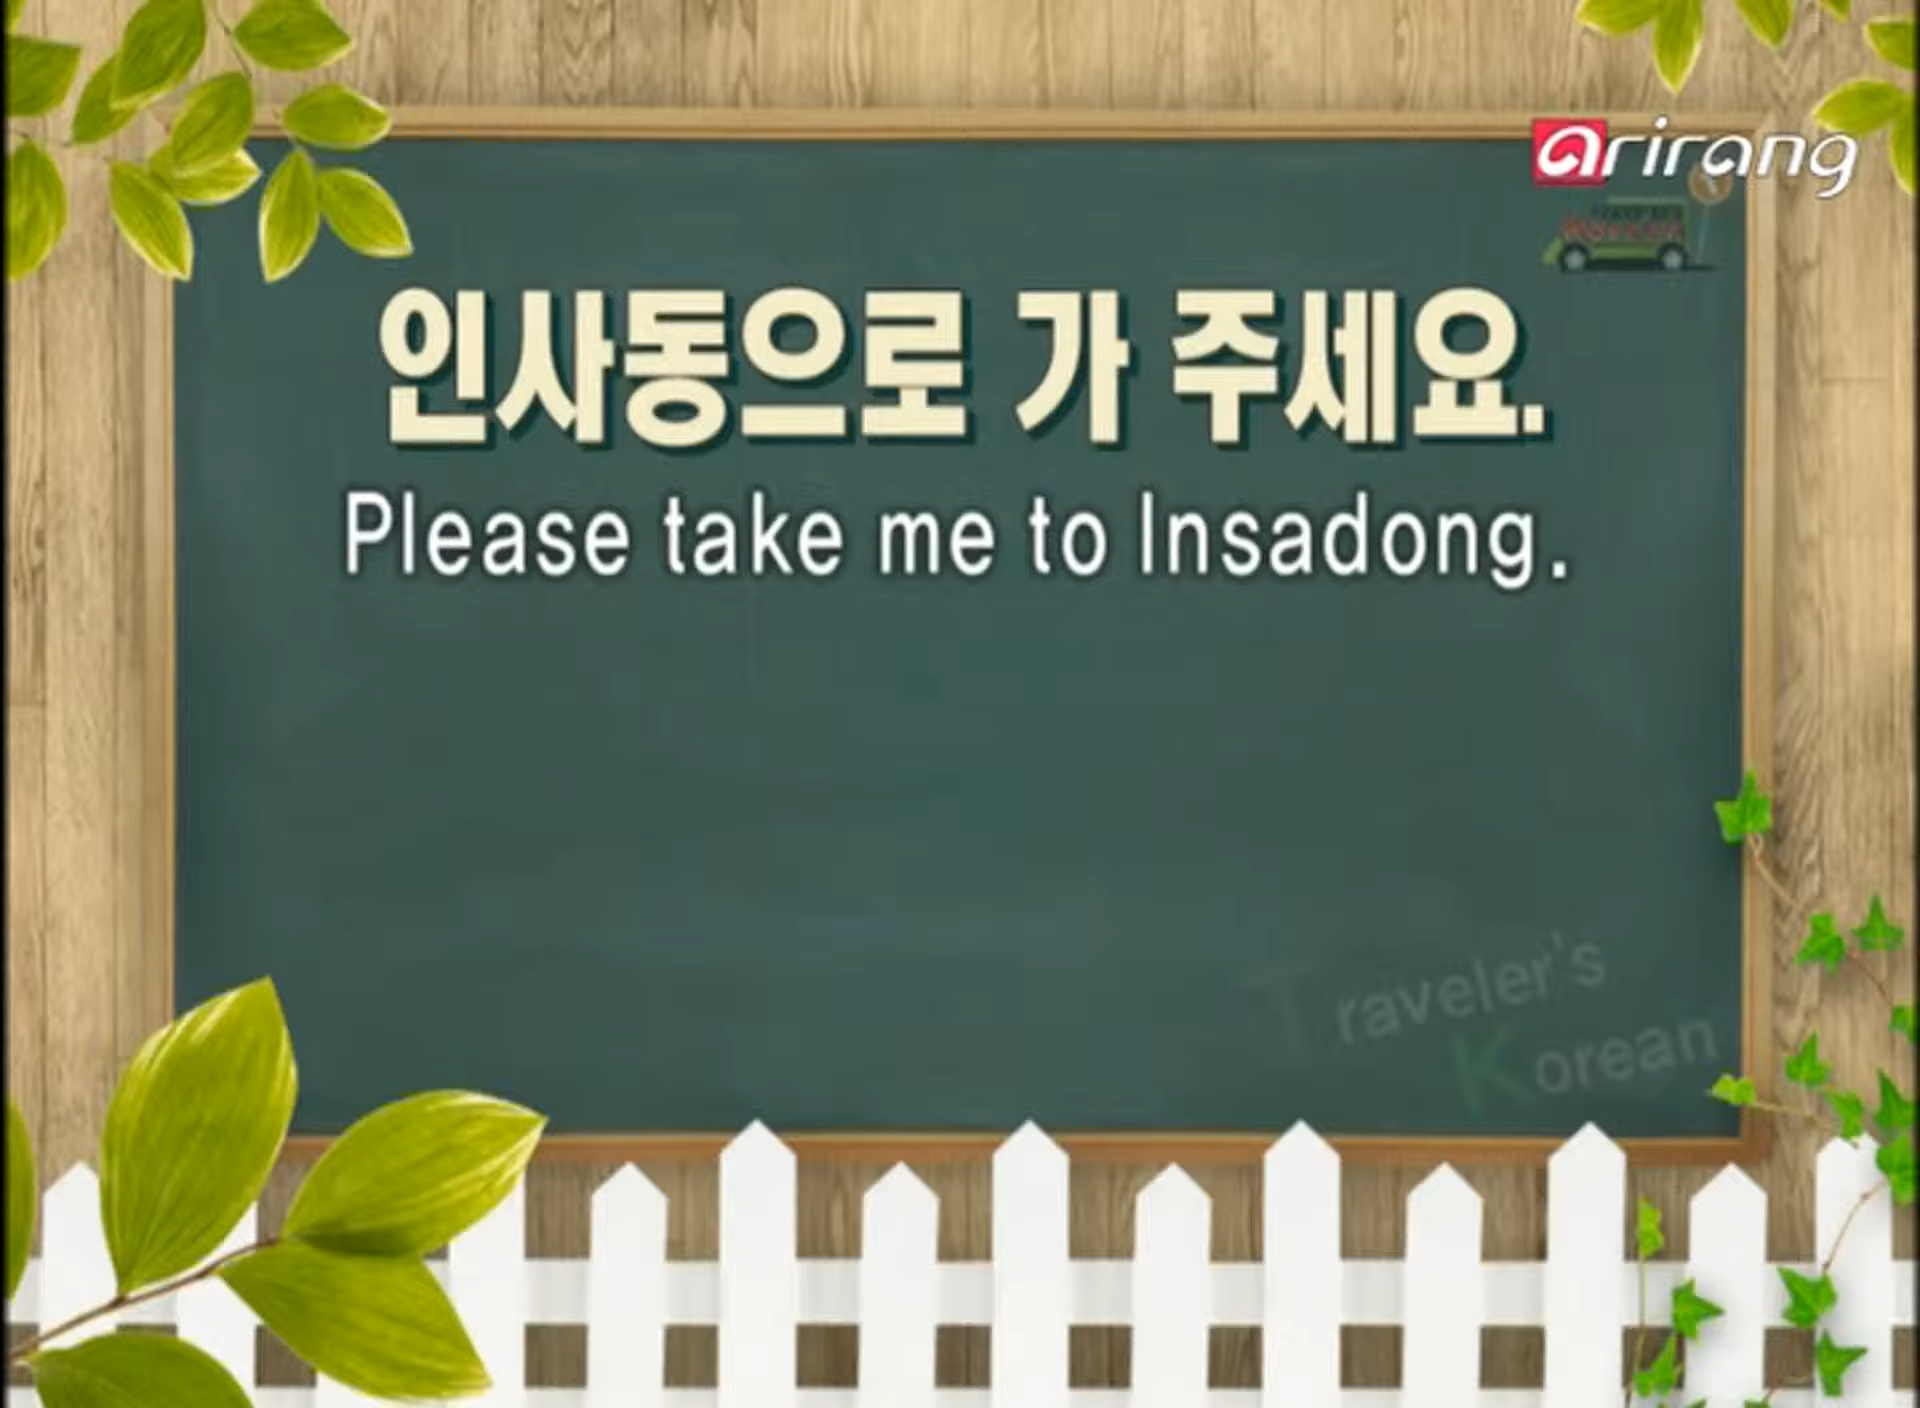 arirang
인사동으로 가 주세요.
Please take me to Insadong.
Traveler's
Korean